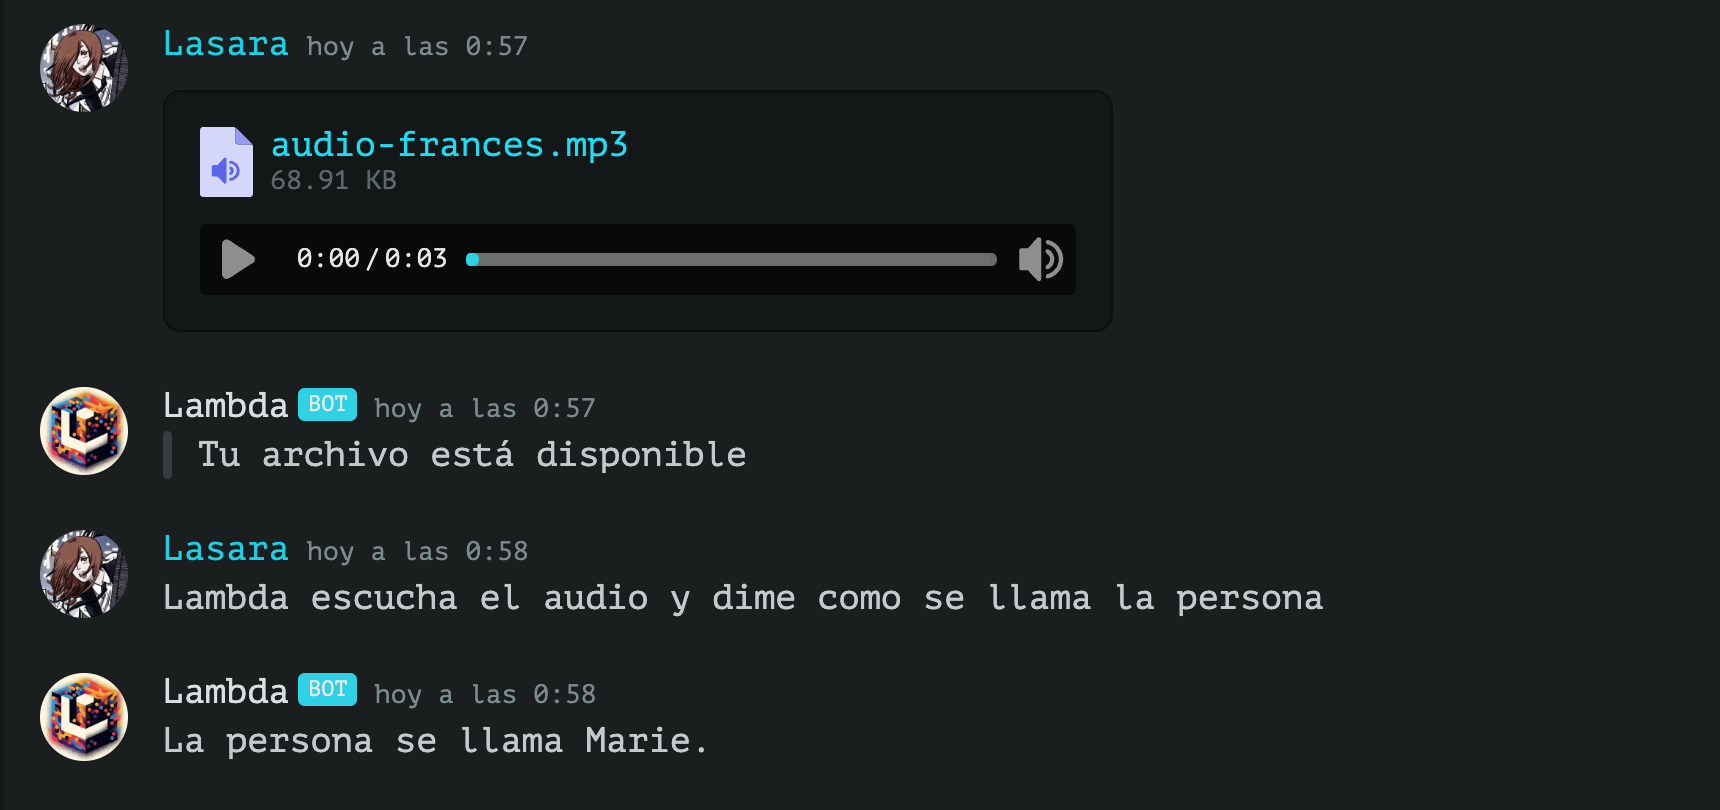 Lasara hoy a las 0:57
audio-frances.mp3
68.91 KB
0:00/0:03
Lambda BOT hoy a las 0:57
Tu archivo está disponible
Lasara hoy a las 0:58
Lambda escucha el audio y dime como se llama la persona
Lambda BOT hoy a las 0:58
La persona se llama Marie.